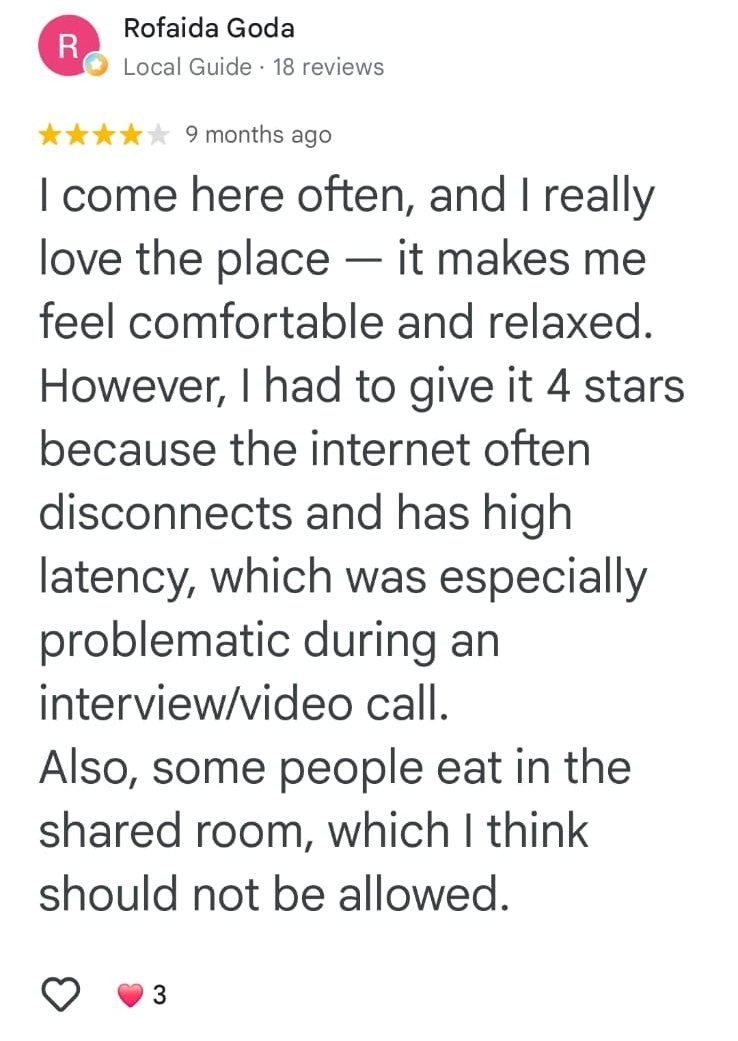 R
Rofaida Goda
Local Guide · 18 reviews
9 months ago
I come here often, and I really
love the place — it makes me
feel comfortable and relaxed.
However, I had to give it 4 stars
because the internet often
disconnects and has high
latency, which was especially
problematic during an
interview/video call.
Also, some people eat in the
shared room, which I think
should not be allowed.
3